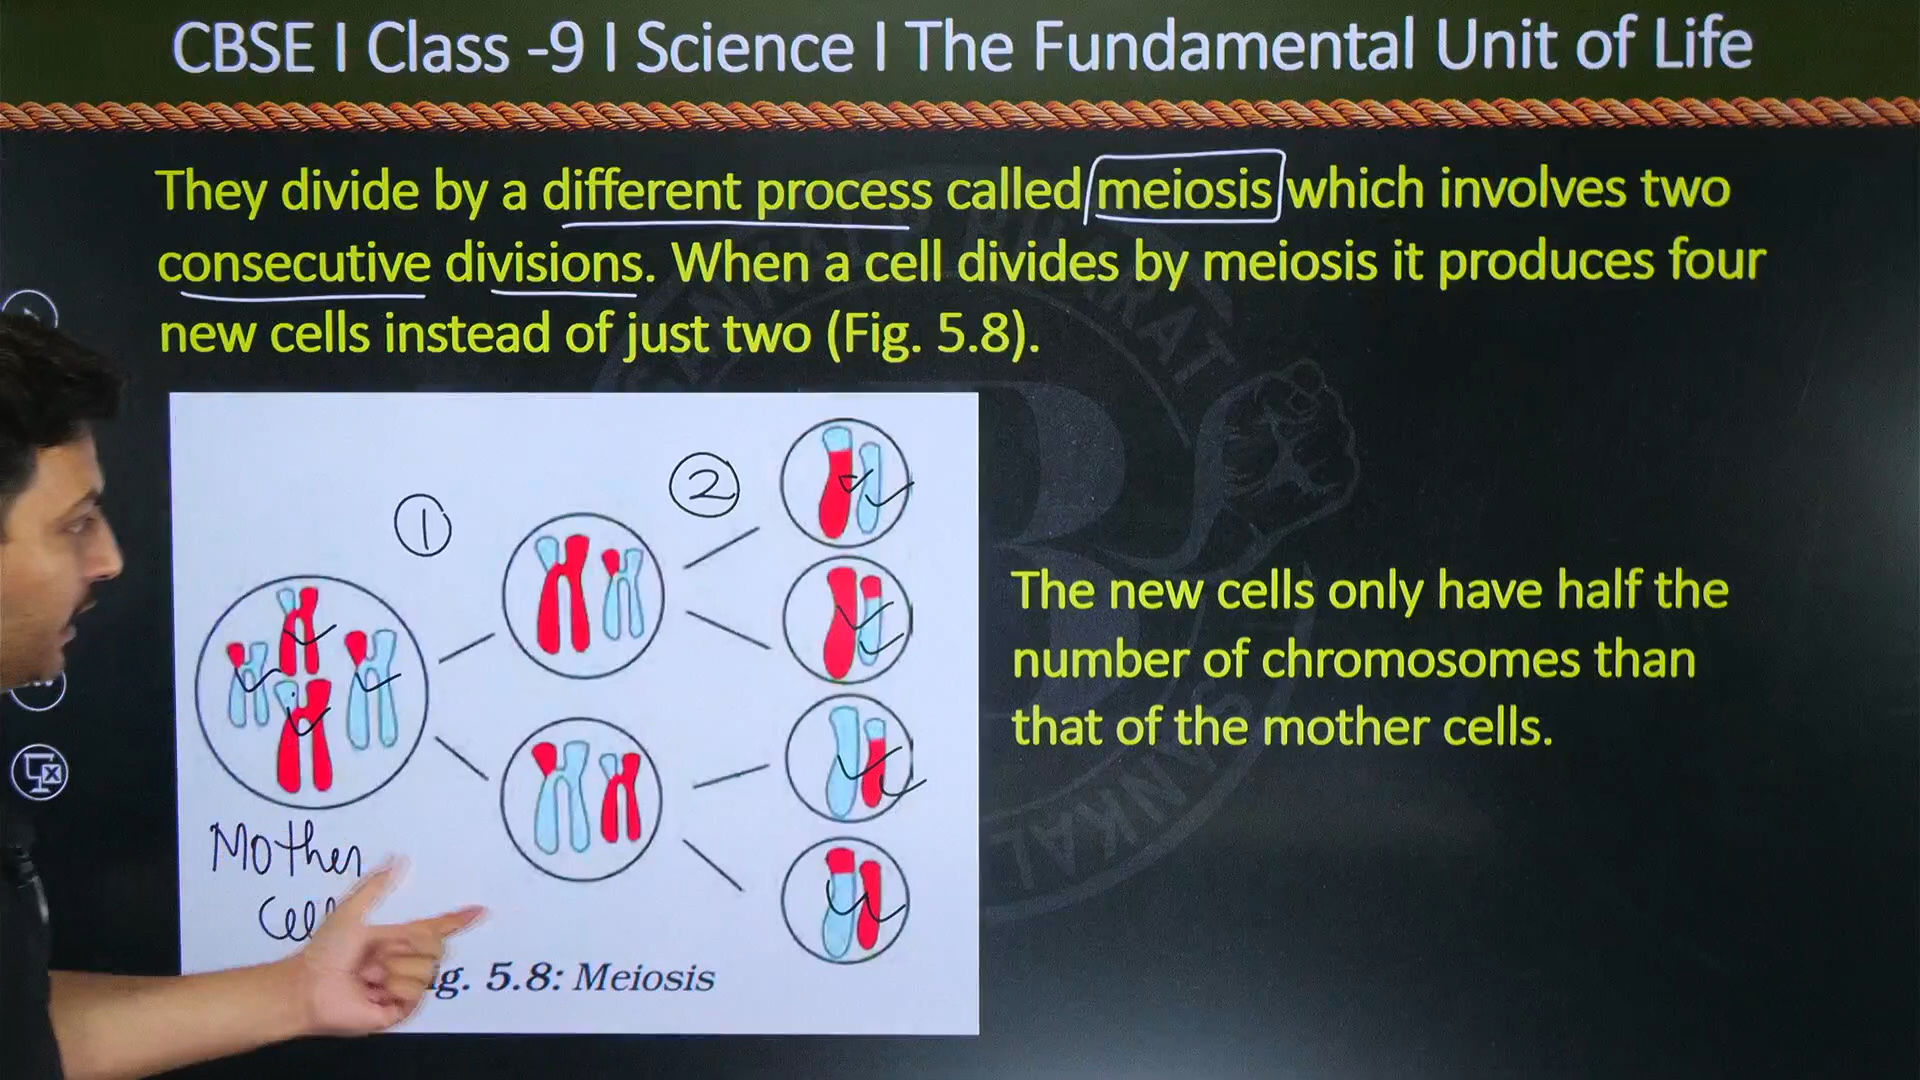 CBSE I Class -9 I Science I The Fundamental Unit of Life
They divide by a different process called meiosis which involves two
consecutive divisions. When a cell divides by meiosis it produces four
new cells instead of just two (Fig. 5.8).
1
2
Mother
Cell
The new cells only have half the
number of chromosomes than
that of the mother cells.
ig. 5.8: Meiosis
SANKAL